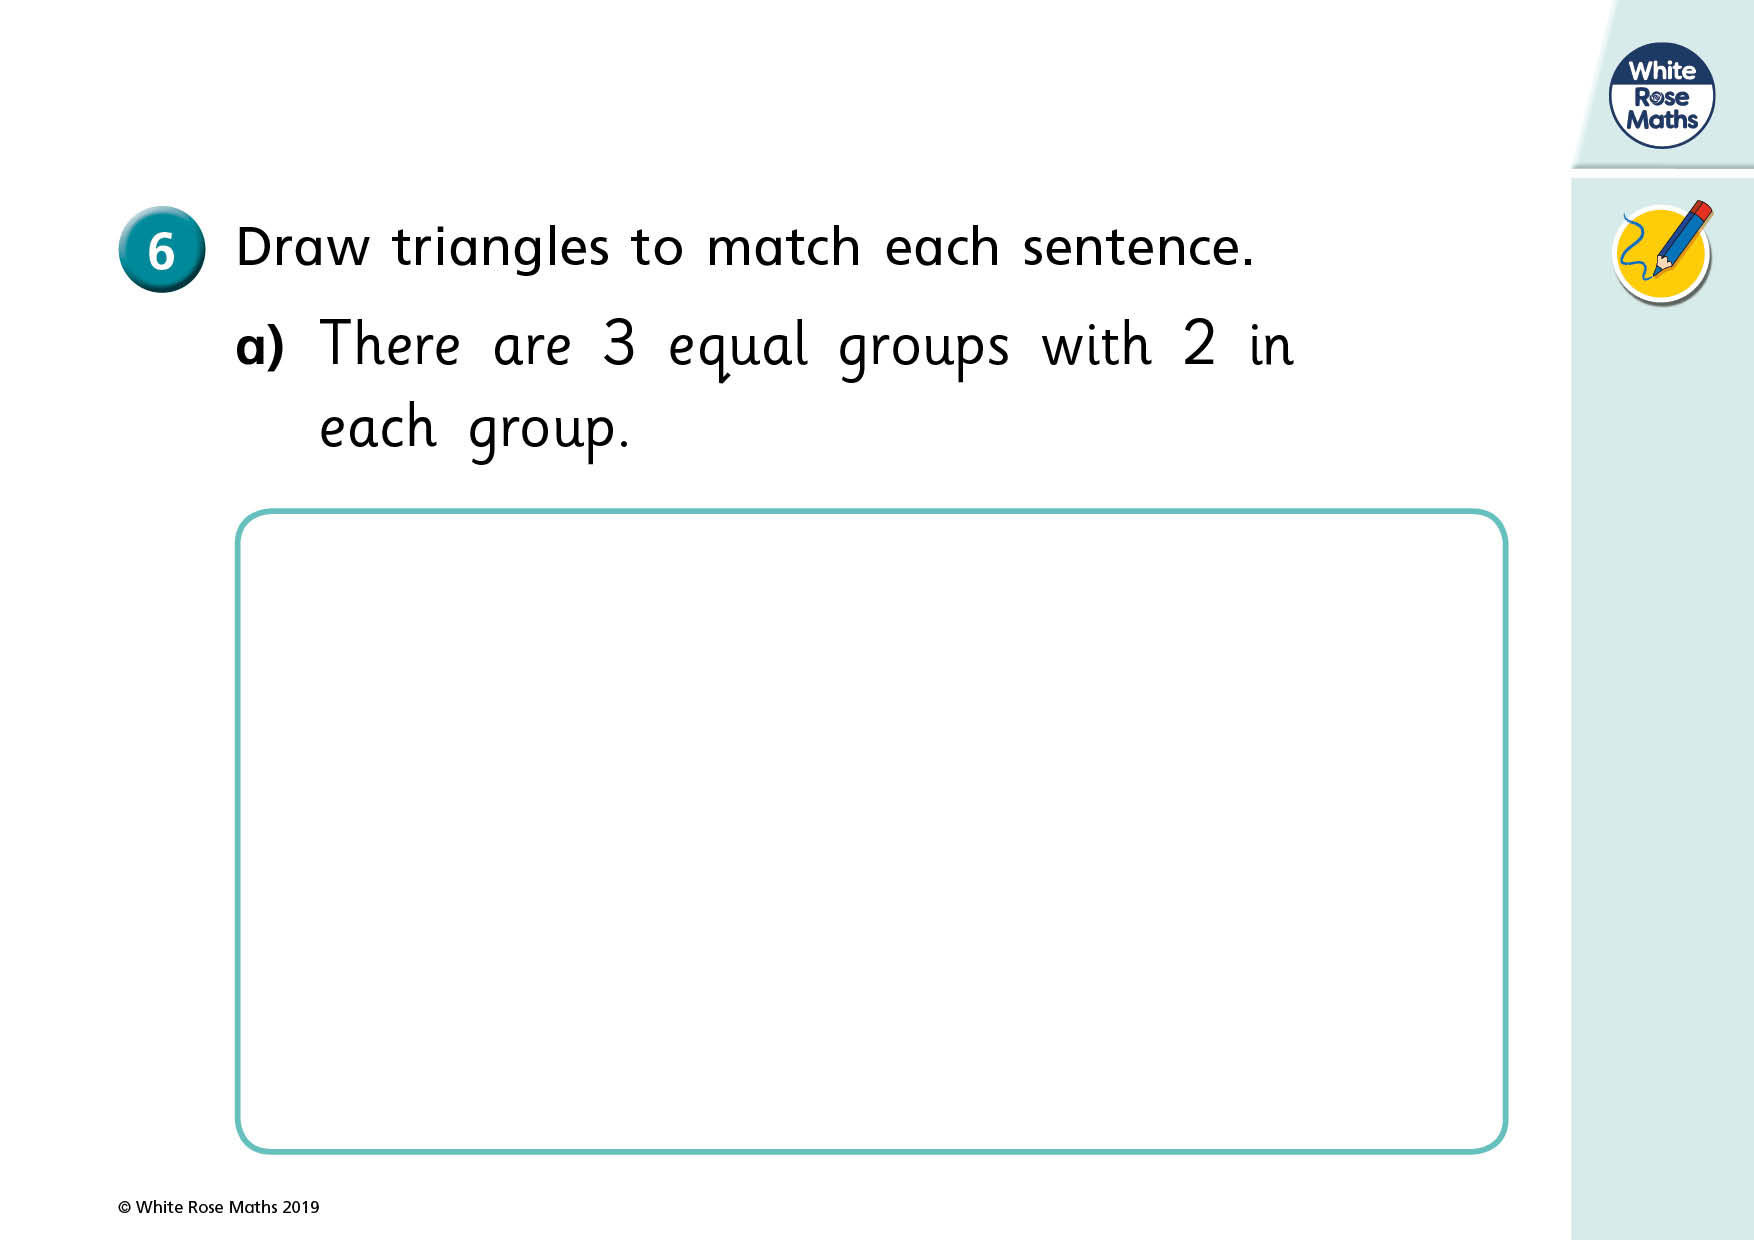 White
Rose
Maths
6 Draw triangles to match each sentence.
a) There are 3 equal groups with 2 in
each group.
© White Rose Maths 2019